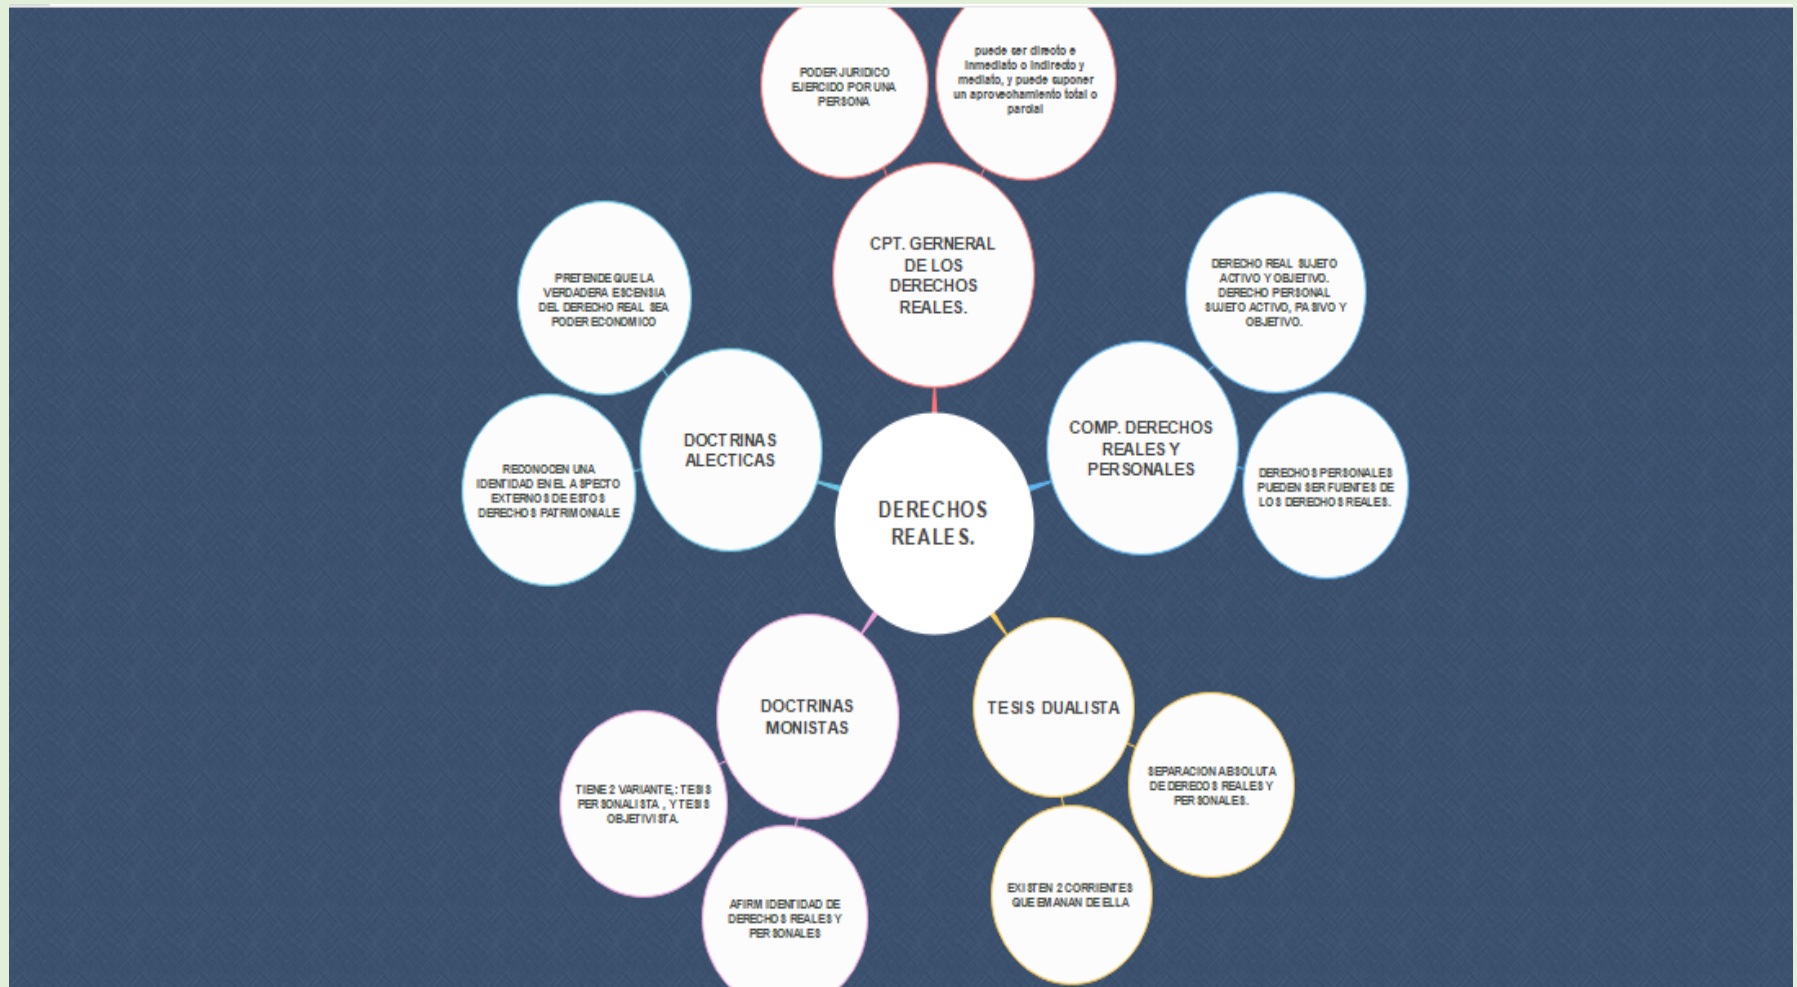 PODER JURIDICO
EJERCIDO POR UNA
PERSONA
puede ser directo e
inmediato o indirecto y
mediato, y puede suponer
un aprovechamiento total o
parcial
CPT. GERNERAL
DE LOS
DERECHOS
REALES.
PRETENDE QUE LA
VERDADERA ESCENSIA
DEL DERECHO REAL SEA
PODER ECONOMICO
DERECHO REAL SUJETO
ACTIVO Y OBJETIVO.
DERECHO PERSONAL
SUJETO ACTIVO, PASIVO Y
OBJETIVO.
DOCTRINAS
ALECTICAS
COMP. DERECHOS
REALES Y
PERSONALES
RECONOCEN UNA
IDENTIDAD EN EL ASPECTO
EXTERNOS DE ESTOS
DERECHOS PATRIMONIALE
DERECHOS PERSONALES
PUEDEN SER FUENTES DE
LOS DERECHOS REALES.
DERECHOS
REALES.
DOCTRINAS
MONISTAS
TESIS DUALISTA
TIENE 2 VARIANTE,: TESIS
PERSONALISTA , Y TESIS
OBJETIVISTA.
SEPARACION ABSOLUTA
DE DERECOS REALES Y
PERSONALES.
AFIRM IDENTIDAD DE
DERECHOS REALES Y
PERSONALES
EXISTEN 2 CORRIENTES
QUE EMANAN DE ELLA